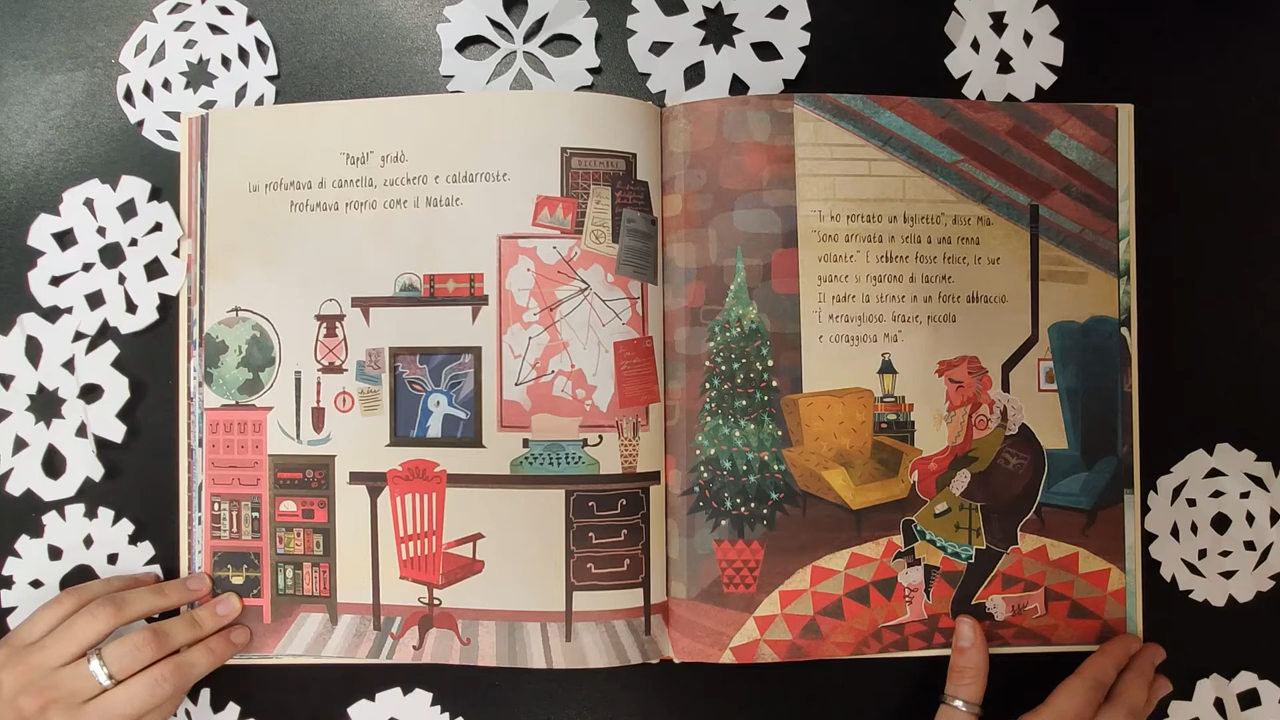 "Papà!" gridò.
Lui profumava di cannella, zucchero e caldarroste.
Profumava proprio come il Natale.
DICEMBRE
"Ti ho portato un biglietto", disse Mia.
"Sono arrivata in sella a una renna
volante." E sebbene fosse felice, le sue
guance si rigarono di lacrime.
Il padre la strinse in un forte abbraccio.
"È meraviglioso. Grazie, piccola
e coraggiosa Mia".